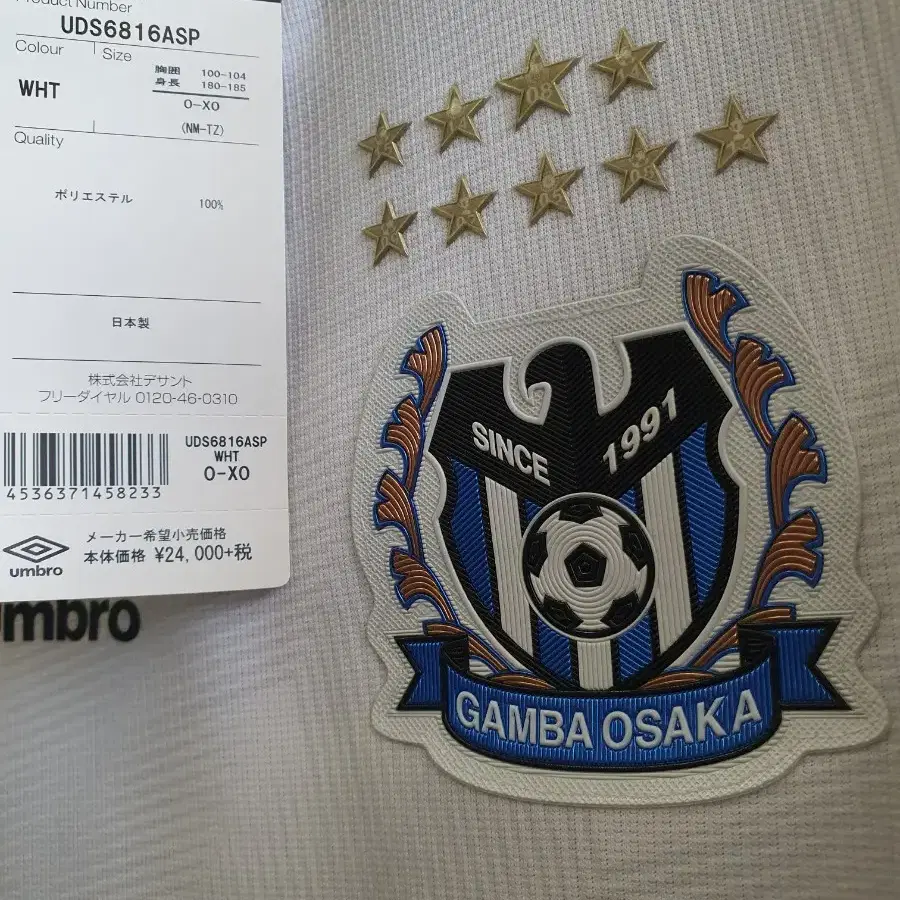 Product Number
UDS6816ASP
Colour
Size
WHT
胸囲 100-104
身長 180-185
O-XO
(NM-TZ)
Quality
ポリエステル 100%
日本製
株式会社デサント
フリーダイヤル 0120-46-0310
UDS6816ASP
WHT
O-XO
4536371458233
umbro
メーカー希望小売価格
本体価格 ¥24,000+税
umbro
08
SINCE 1991
GAMBA OSAKA